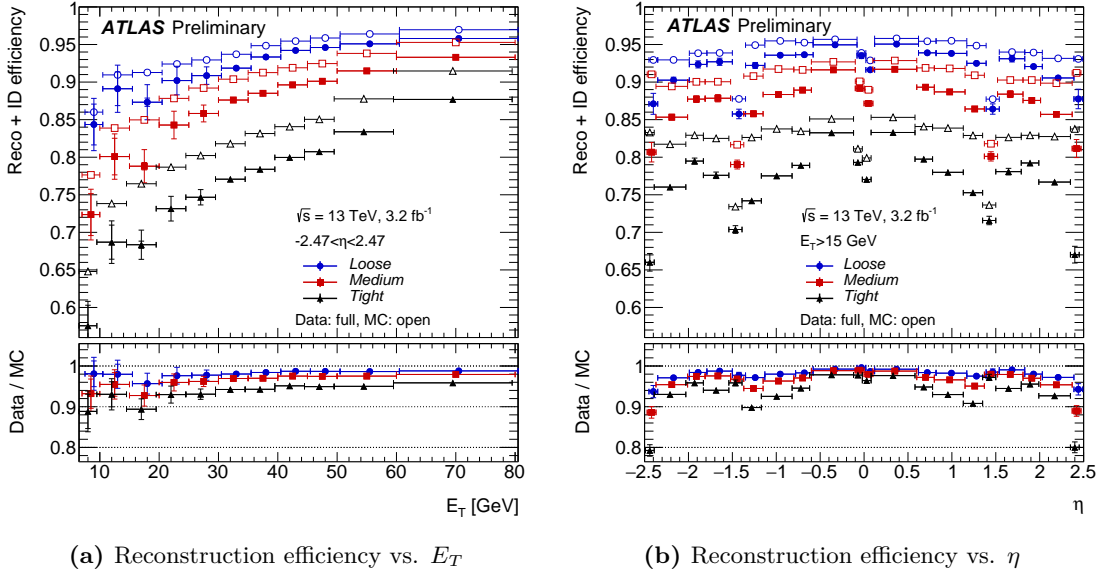 ATLAS Preliminary
Reco + ID efficiency
0.95
0.9
0.85
0.8
0.75
0.7
0.65
0.6
√s = 13 TeV, 3.2 fb⁻¹
-2.47<η<2.47
Loose
Medium
Tight
Data: full, MC: open
Data / MC
1
0.9
0.8
10 20 30 40 50 60 70 80
E_T [GeV]
(a) Reconstruction efficiency vs. E_T
ATLAS Preliminary
Reco + ID efficiency
1
0.95
0.9
0.85
0.8
0.75
0.7
0.65
0.6
√s = 13 TeV, 3.2 fb⁻¹
E_T>15 GeV
Loose
Medium
Tight
Data: full, MC: open
Data / MC
1
0.9
0.8
−2.5 −2 −1.5 −1 −0.5 0 0.5 1 1.5 2 2.5
η
(b) Reconstruction efficiency vs. η